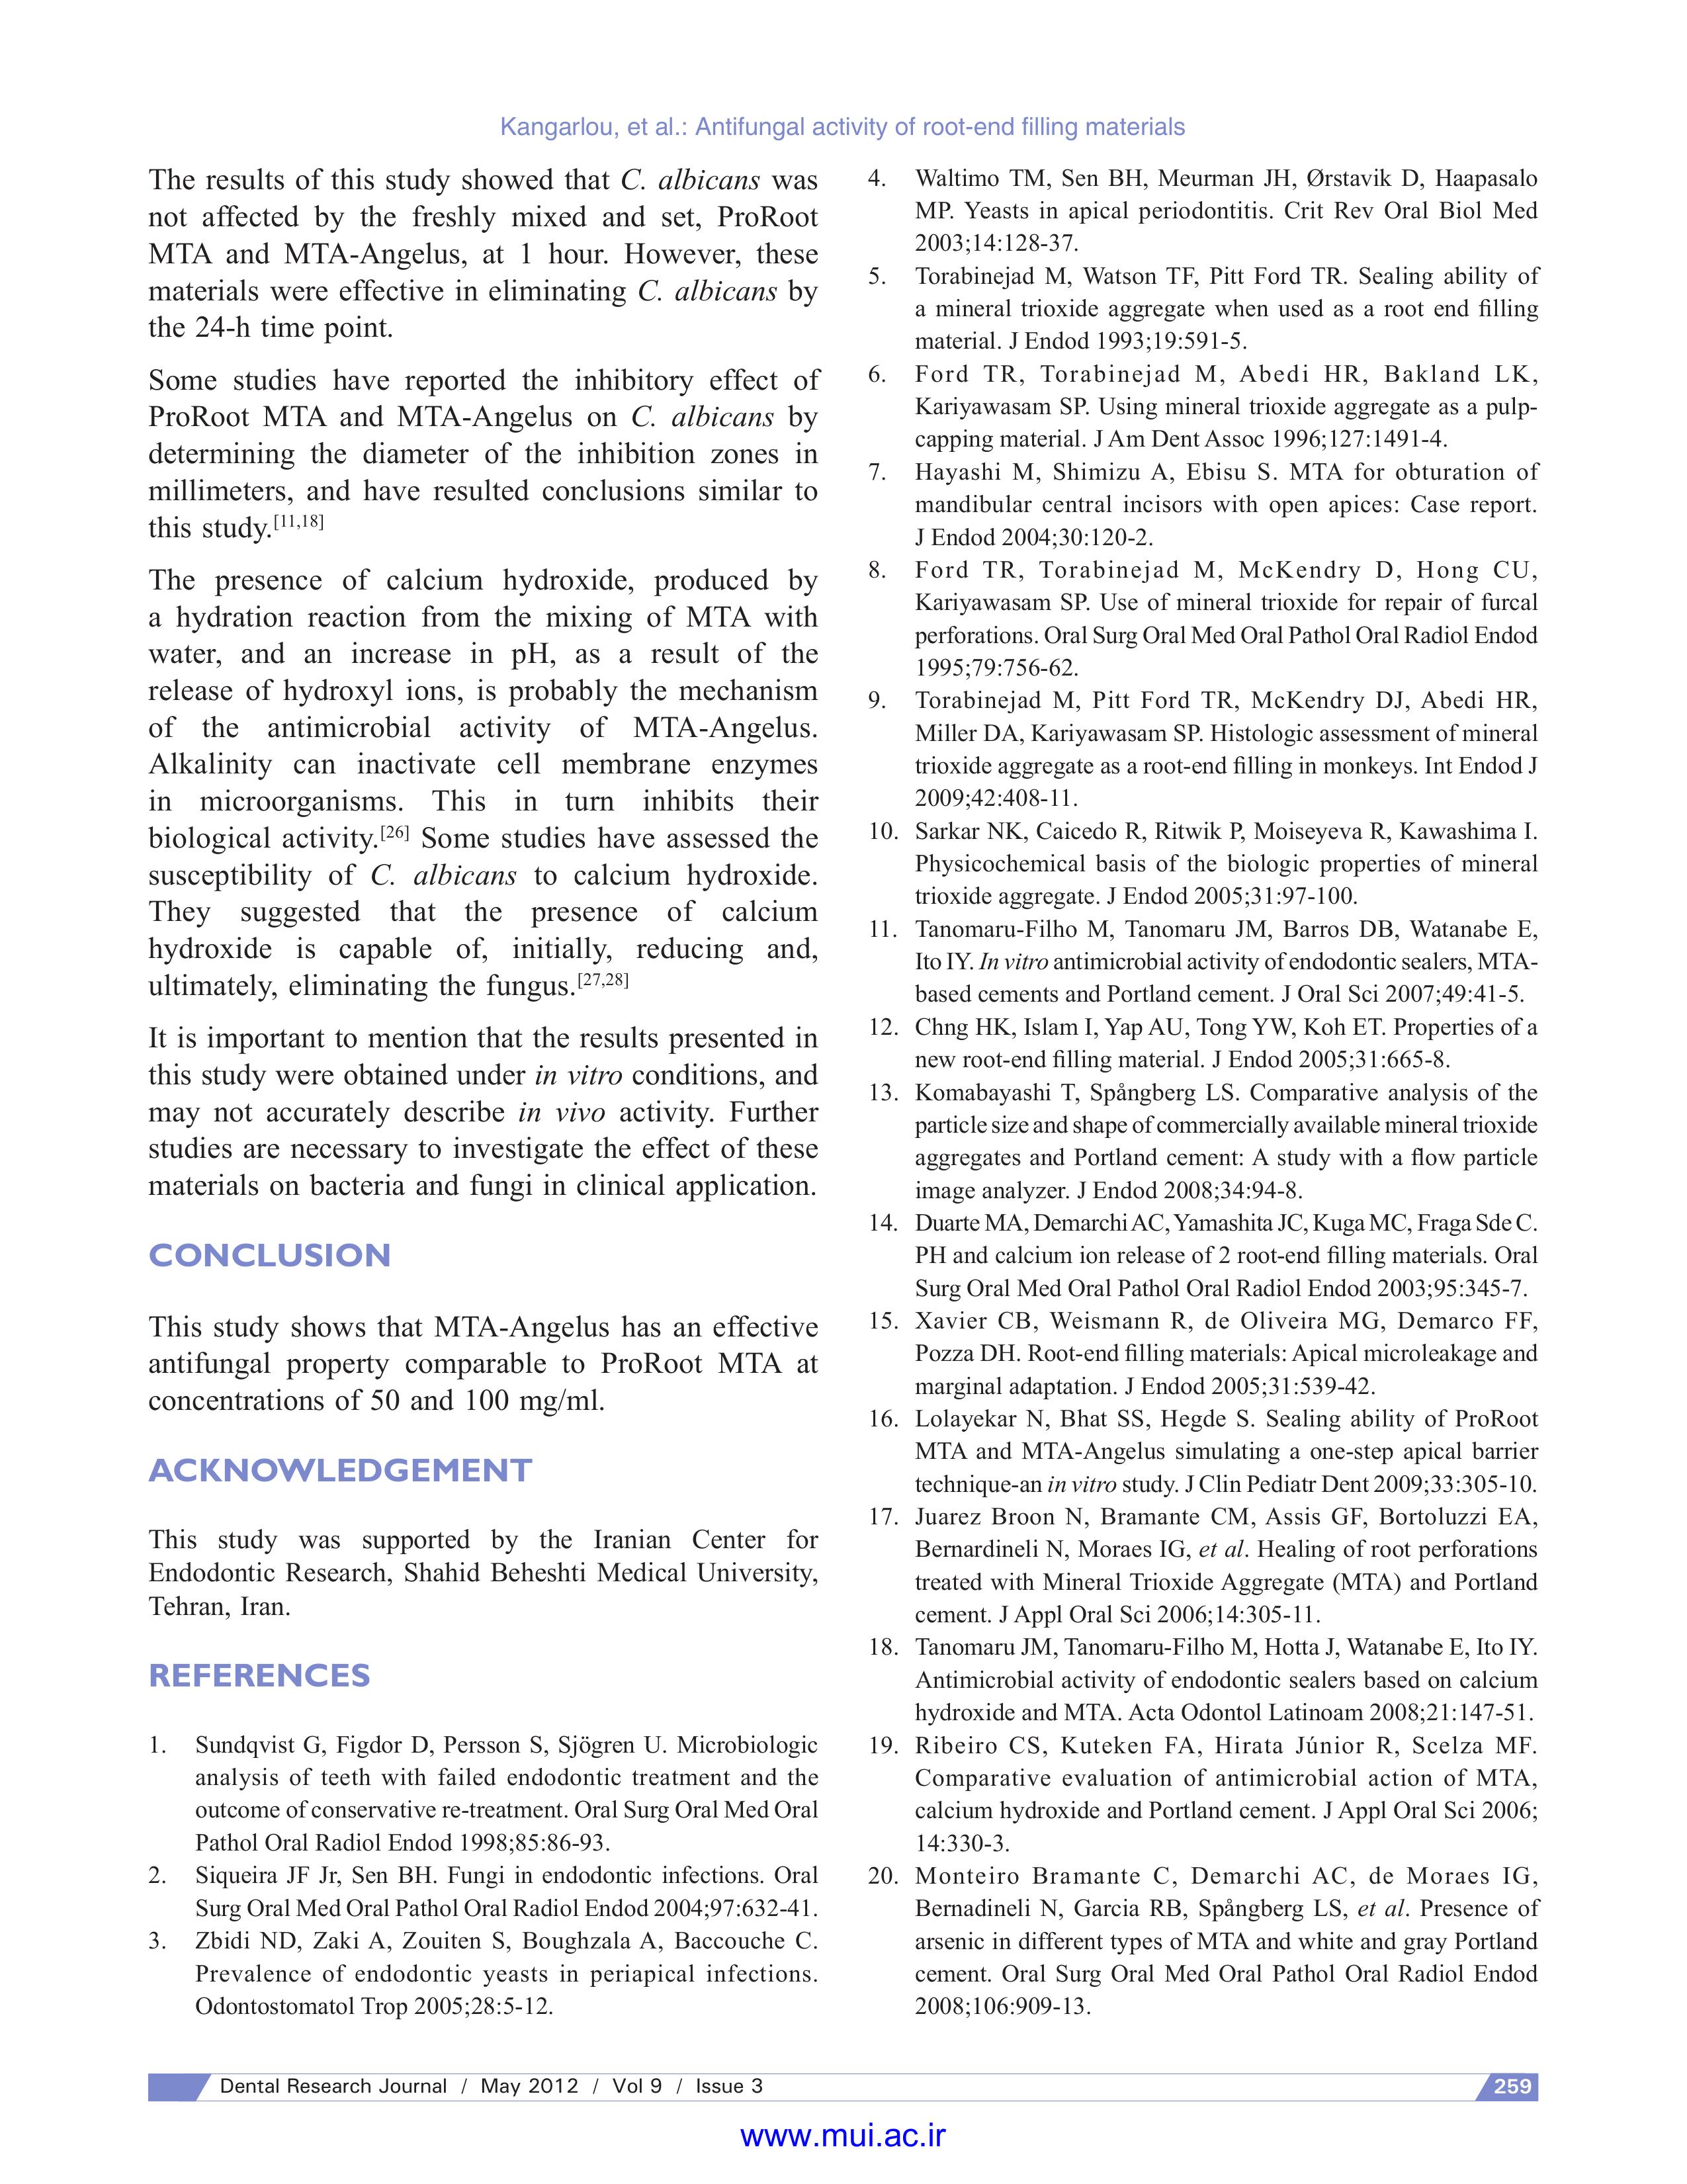 Kangarlou, et al.: Antifungal activity of root-end filling materials
The results of this study showed that C. albicans was
not affected by the freshly mixed and set, ProRoot
MTA and MTA-Angelus, at 1 hour. However, these
materials were effective in eliminating C. albicans by
the 24-h time point.
Some studies have reported the inhibitory effect of
ProRoot MTA and MTA-Angelus on C. albicans by
determining the diameter of the inhibition zones in
millimeters, and have resulted conclusions similar to
this study.[11,18]
The presence of calcium hydroxide, produced by
a hydration reaction from the mixing of MTA with
water, and an increase in pH, as a result of the
release of hydroxyl ions, is probably the mechanism
of the antimicrobial activity of MTA-Angelus.
Alkalinity can inactivate cell membrane enzymes
in microorganisms. This in turn inhibits their
biological activity.[26] Some studies have assessed the
susceptibility of C. albicans to calcium hydroxide.
They suggested that the presence of calcium
hydroxide is capable of, initially, reducing and,
ultimately, eliminating the fungus.[27,28]
It is important to mention that the results presented in
this study were obtained under in vitro conditions, and
may not accurately describe in vivo activity. Further
studies are necessary to investigate the effect of these
materials on bacteria and fungi in clinical application.
CONCLUSION
This study shows that MTA-Angelus has an effective
antifungal property comparable to ProRoot MTA at
concentrations of 50 and 100 mg/ml.
ACKNOWLEDGEMENT
This study was supported by the Iranian Center for
Endodontic Research, Shahid Beheshti Medical University,
Tehran, Iran.
REFERENCES
1. Sundqvist G, Figdor D, Persson S, Sjögren U. Microbiologic
analysis of teeth with failed endodontic treatment and the
outcome of conservative re-treatment. Oral Surg Oral Med Oral
Pathol Oral Radiol Endod 1998;85:86-93.
2. Siqueira JF Jr, Sen BH. Fungi in endodontic infections. Oral
Surg Oral Med Oral Pathol Oral Radiol Endod 2004;97:632-41.
3. Zbidi ND, Zaki A, Zouiten S, Boughzala A, Baccouche C.
Prevalence of endodontic yeasts in periapical infections.
Odontostomatol Trop 2005;28:5-12.
4. Waltimo TM, Sen BH, Meurman JH, Ørstavik D, Haapasalo
MP. Yeasts in apical periodontitis. Crit Rev Oral Biol Med
2003;14:128-37.
5. Torabinejad M, Watson TF, Pitt Ford TR. Sealing ability of
a mineral trioxide aggregate when used as a root end filling
material. J Endod 1993;19:591-5.
6. Ford TR, Torabinejad M, Abedi HR, Bakland LK,
Kariyawasam SP. Using mineral trioxide aggregate as a pulp-
capping material. J Am Dent Assoc 1996;127:1491-4.
7. Hayashi M, Shimizu A, Ebisu S. MTA for obturation of
mandibular central incisors with open apices: Case report.
J Endod 2004;30:120-2.
8. Ford TR, Torabinejad M, McKendry D, Hong CU,
Kariyawasam SP. Use of mineral trioxide for repair of furcal
perforations. Oral Surg Oral Med Oral Pathol Oral Radiol Endod
1995;79:756-62.
9. Torabinejad M, Pitt Ford TR, McKendry DJ, Abedi HR,
Miller DA, Kariyawasam SP. Histologic assessment of mineral
trioxide aggregate as a root-end filling in monkeys. Int Endod J
2009;42:408-11.
10. Sarkar NK, Caicedo R, Ritwik P, Moiseyeva R, Kawashima I.
Physicochemical basis of the biologic properties of mineral
trioxide aggregate. J Endod 2005;31:97-100.
11. Tanomaru-Filho M, Tanomaru JM, Barros DB, Watanabe E,
Ito IY. In vitro antimicrobial activity of endodontic sealers, MTA-
based cements and Portland cement. J Oral Sci 2007;49:41-5.
12. Chng HK, Islam I, Yap AU, Tong YW, Koh ET. Properties of a
new root-end filling material. J Endod 2005;31:665-8.
13. Komabayashi T, Spångberg LS. Comparative analysis of the
particle size and shape of commercially available mineral trioxide
aggregates and Portland cement: A study with a flow particle
image analyzer. J Endod 2008;34:94-8.
14. Duarte MA, Demarchi AC, Yamashita JC, Kuga MC, Fraga Sde C.
PH and calcium ion release of 2 root-end filling materials. Oral
Surg Oral Med Oral Pathol Oral Radiol Endod 2003;95:345-7.
15. Xavier CB, Weismann R, de Oliveira MG, Demarco FF,
Pozza DH. Root-end filling materials: Apical microleakage and
marginal adaptation. J Endod 2005;31:539-42.
16. Lolayekar N, Bhat SS, Hegde S. Sealing ability of ProRoot
MTA and MTA-Angelus simulating a one-step apical barrier
technique-an in vitro study. J Clin Pediatr Dent 2009;33:305-10.
17. Juarez Broon N, Bramante CM, Assis GF, Bortoluzzi EA,
Bernardineli N, Moraes IG, et al. Healing of root perforations
treated with Mineral Trioxide Aggregate (MTA) and Portland
cement. J Appl Oral Sci 2006;14:305-11.
18. Tanomaru JM, Tanomaru-Filho M, Hotta J, Watanabe E, Ito IY.
Antimicrobial activity of endodontic sealers based on calcium
hydroxide and MTA. Acta Odontol Latinoam 2008;21:147-51.
19. Ribeiro CS, Kuteken FA, Hirata Júnior R, Scelza MF.
Comparative evaluation of antimicrobial action of MTA,
calcium hydroxide and Portland cement. J Appl Oral Sci 2006;
14:330-3.
20. Monteiro Bramante C, Demarchi AC, de Moraes IG,
Bernadineli N, Garcia RB, Spångberg LS, et al. Presence of
arsenic in different types of MTA and white and gray Portland
cement. Oral Surg Oral Med Oral Pathol Oral Radiol Endod
2008;106:909-13.
Dental Research Journal / May 2012 / Vol 9 / Issue 3 259
www.mui.ac.ir